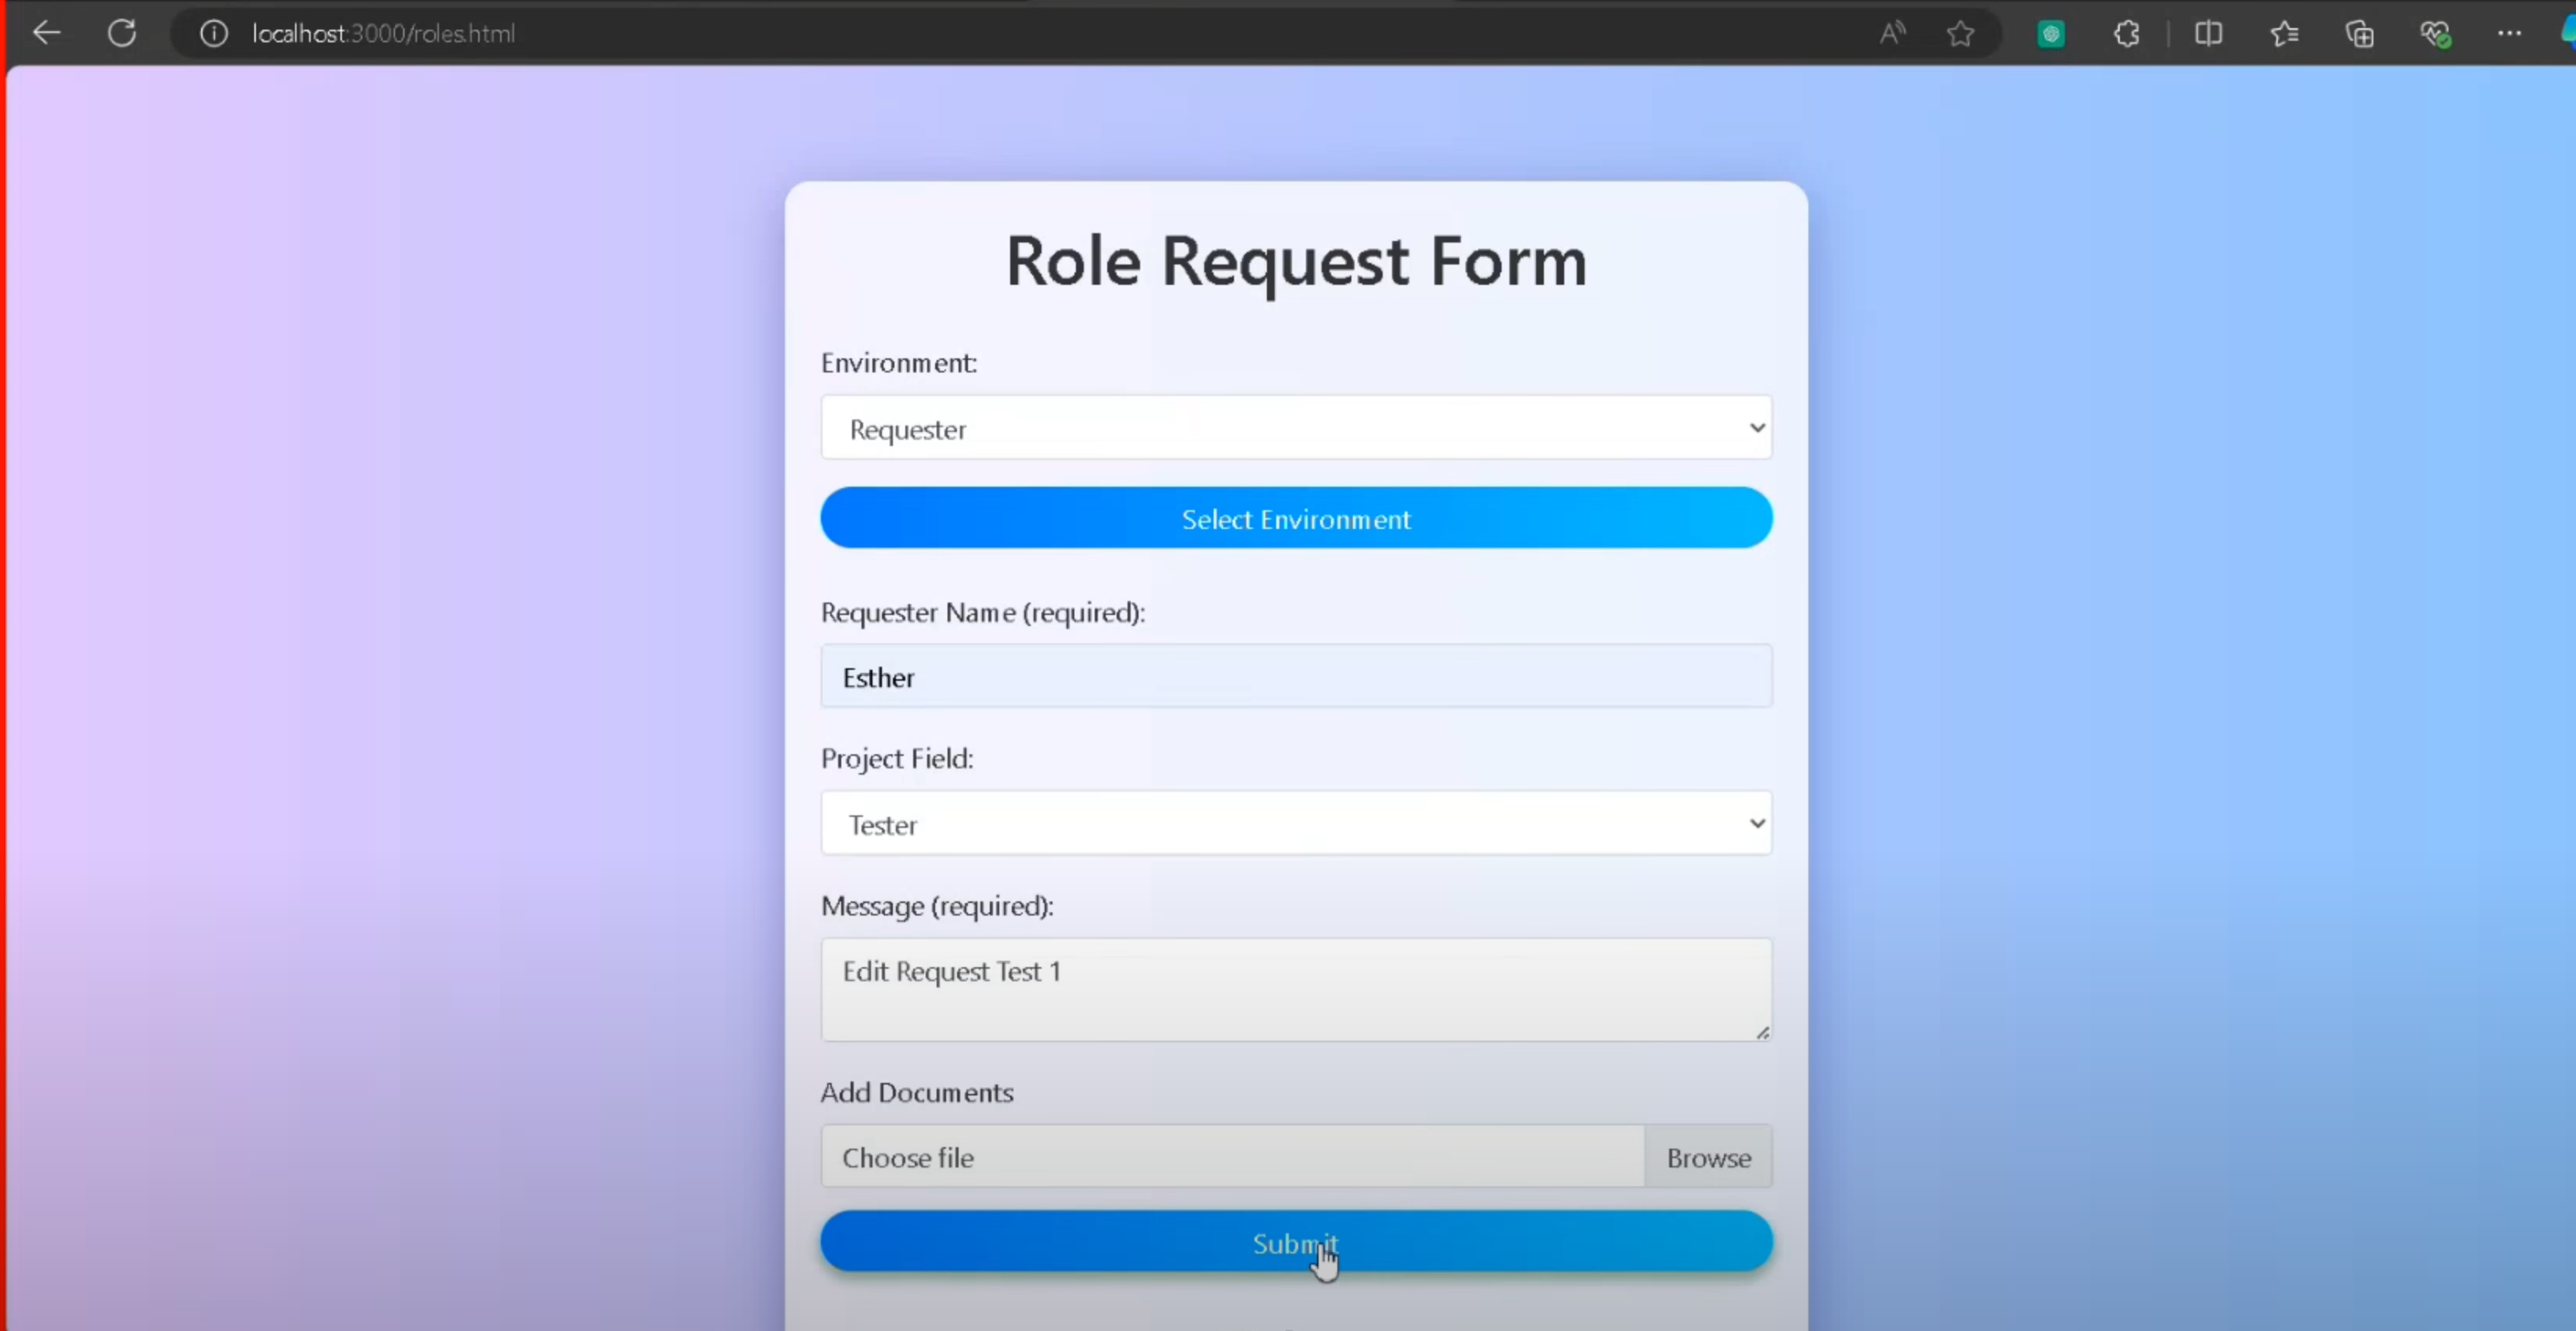 localhost:3000/roles.html
Role Request Form
Environment:
Requester
Select Environment
Requester Name (required):
Esther
Project Field:
Tester
Message (required):
Edit Request Test 1
Add Documents
Choose file Browse
Submit